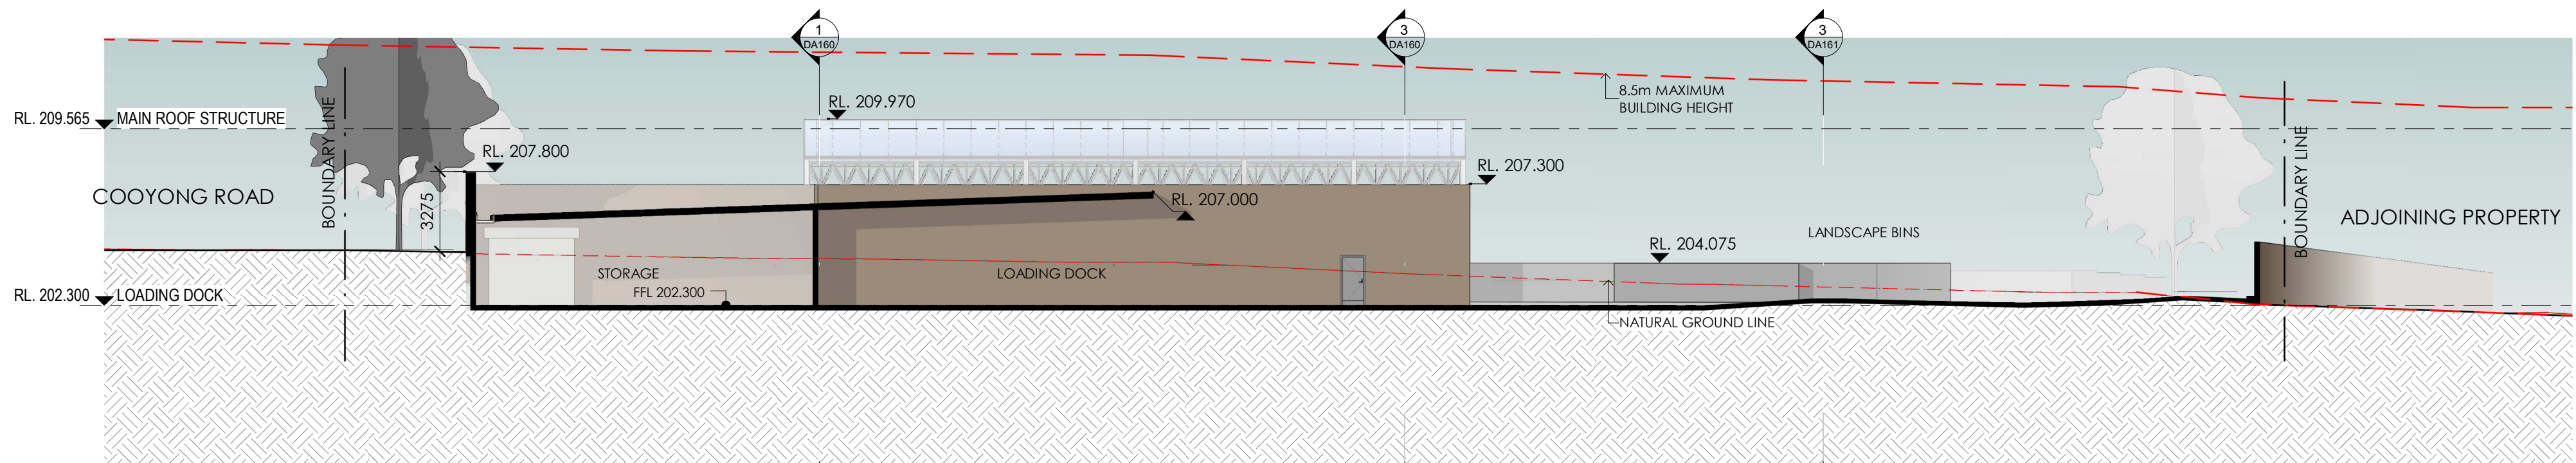 1
DA160
3
DA160
3
DA161
8.5m MAXIMUM
BUILDING HEIGHT
RL. 209.970
RL. 209.565
MAIN ROOF STRUCTURE
BOUNDARY LINE
RL. 207.800
RL. 207.300
COOYONG ROAD
3275
RL. 207.000
BOUNDARY LINE
ADJOINING PROPERTY
LANDSCAPE BINS
RL. 204.075
STORAGE
LOADING DOCK
FFL 202.300
RL. 202.300
LOADING DOCK
NATURAL GROUND LINE